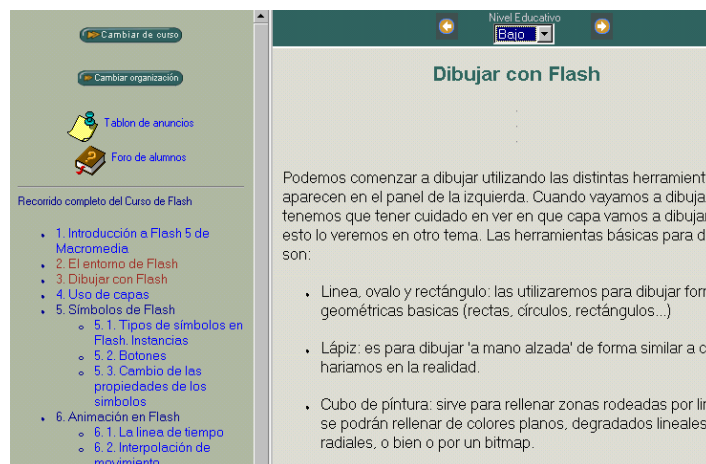 Cambiar de curso
Cambiar organización
Tablon de anuncios
Foro de alumnos
Recorrido completo del Curso de Flash
1. Introducción a Flash 5 de
Macromedia
2. El entorno de Flash
3. Dibujar con Flash
4. Uso de capas
5. Símbolos de Flash
5. 1. Tipos de símbolos en
Flash. Instancias
5. 2. Botones
5. 3. Cambio de las
propiedades de los
simbolos
6. Animación en Flash
6. 1. La linea de tiempo
6. 2. Interpolación de
movimiento
Nivel Educativo
Bajo
Dibujar con Flash
Podemos comenzar a dibujar utilizando las distintas herramient
aparecen en el panel de la izquierda. Cuando vayamos a dibuja
tenemos que tener cuidado en ver en que capa vamos a dibujar
esto lo veremos en otro tema. Las herramientas básicas para d
son:
Linea, ovalo y rectángulo: las utilizaremos para dibujar for
geométricas basicas (rectas, círculos, rectángulos...)
Lápiz: es para dibujar 'a mano alzada' de forma similar a c
hariamos en la realidad.
Cubo de píntura: sirve para rellenar zonas rodeadas por lir
se podrán rellenar de colores planos, degradados lineales
radiales, o bien o por un bitmap.